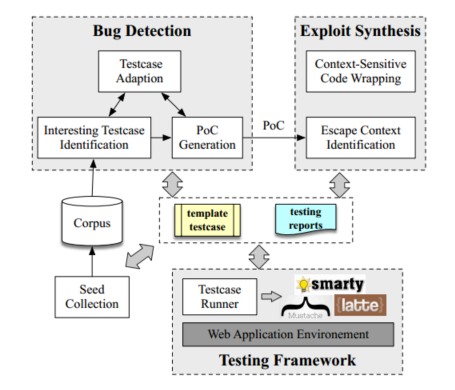 Bug Detection
Testcase
Adaption
Interesting Testcase
Identification
PoC
Generation
PoC
Exploit Synthesis
Context-Sensitive
Code Wrapping
Escape Context
Identification
Corpus
Seed
Collection
template
testcase
testing
reports
Testcase
Runner
smarty
Mustache
{latte}
Web Application Environement
Testing Framework